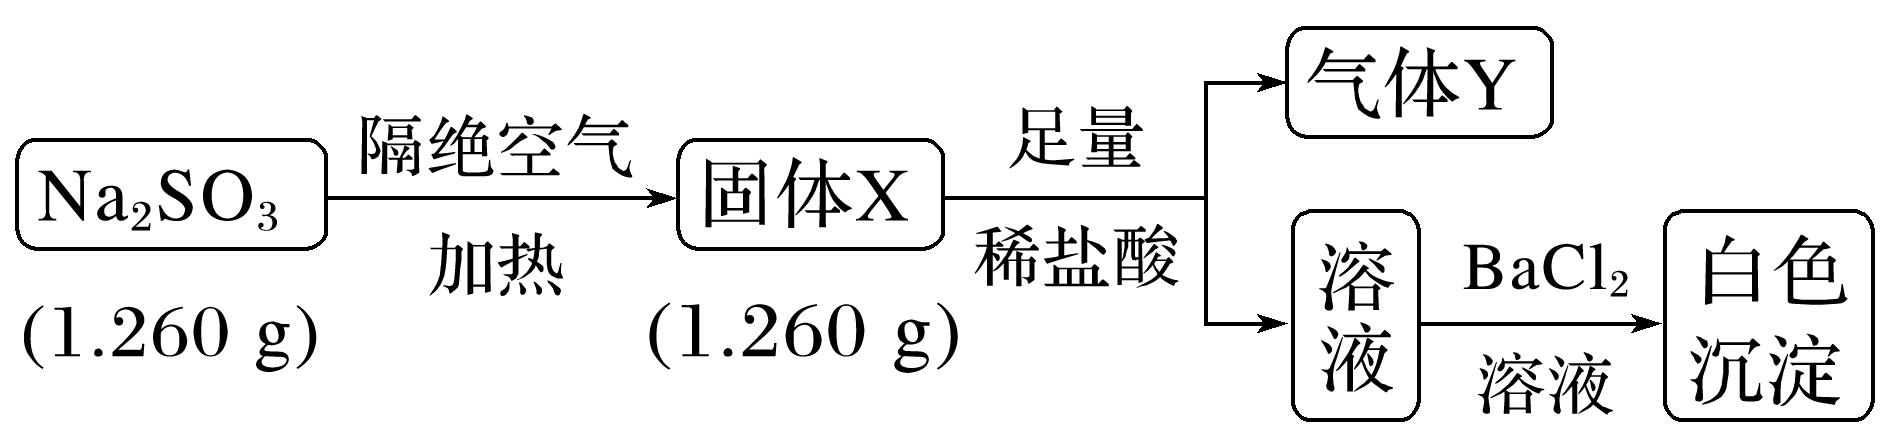 Na₂SO₃
(1.260 g)
隔绝空气
加热
固体X
(1.260 g)
足量
稀盐酸
气体Y
溶液
BaCl₂
溶液
白色
沉淀